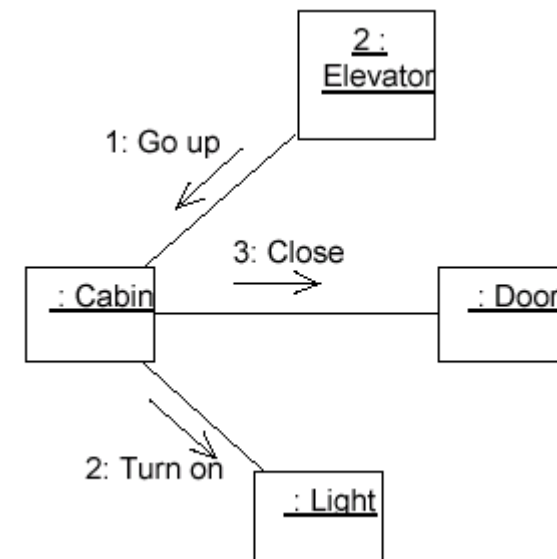 2 :
Elevator
1: Go up
3: Close
: Cabin
: Door
2: Turn on
: Light